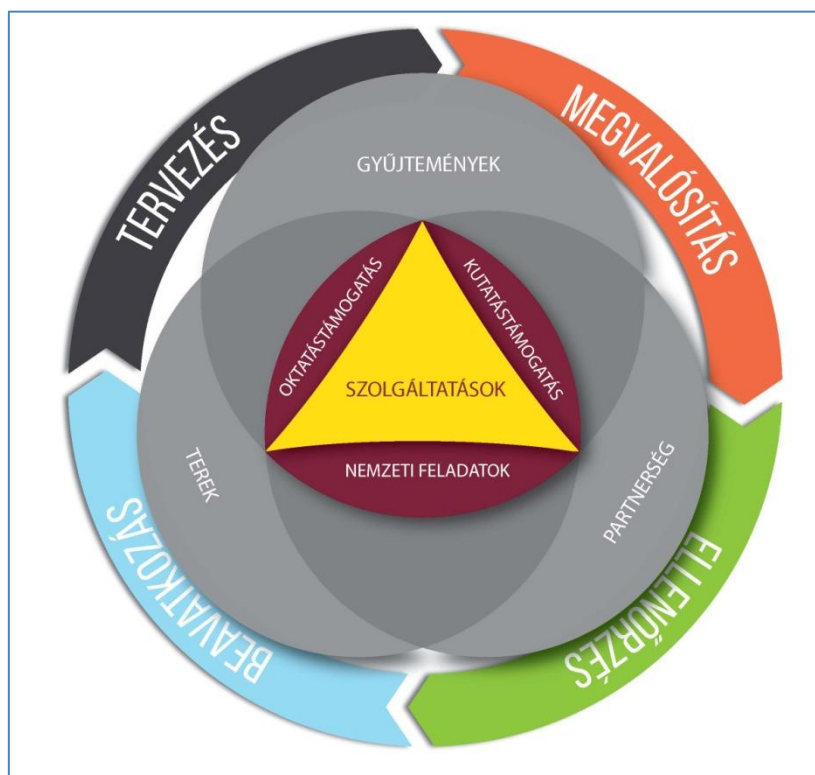 TERVEZÉS
MEGVALÓSÍTÁS
GYŰJTEMÉNYEK
OKTATÁSTÁMOGATÁS
KUTATÁSTÁMOGATÁS
SZOLGÁLTATÁSOK
NEMZETI FELADATOK
TEREK
PARTNERSÉG
BEAVATKOZÁS
ELLENŐRZÉS